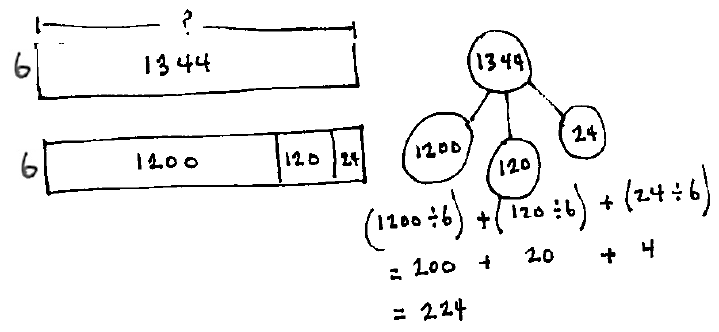 ?
6 1344
6 1200 120 24
1344
1200 120 24
(1200 ÷ 6) + (120 ÷ 6) + (24 ÷ 6)
= 200 + 20 + 4
= 224